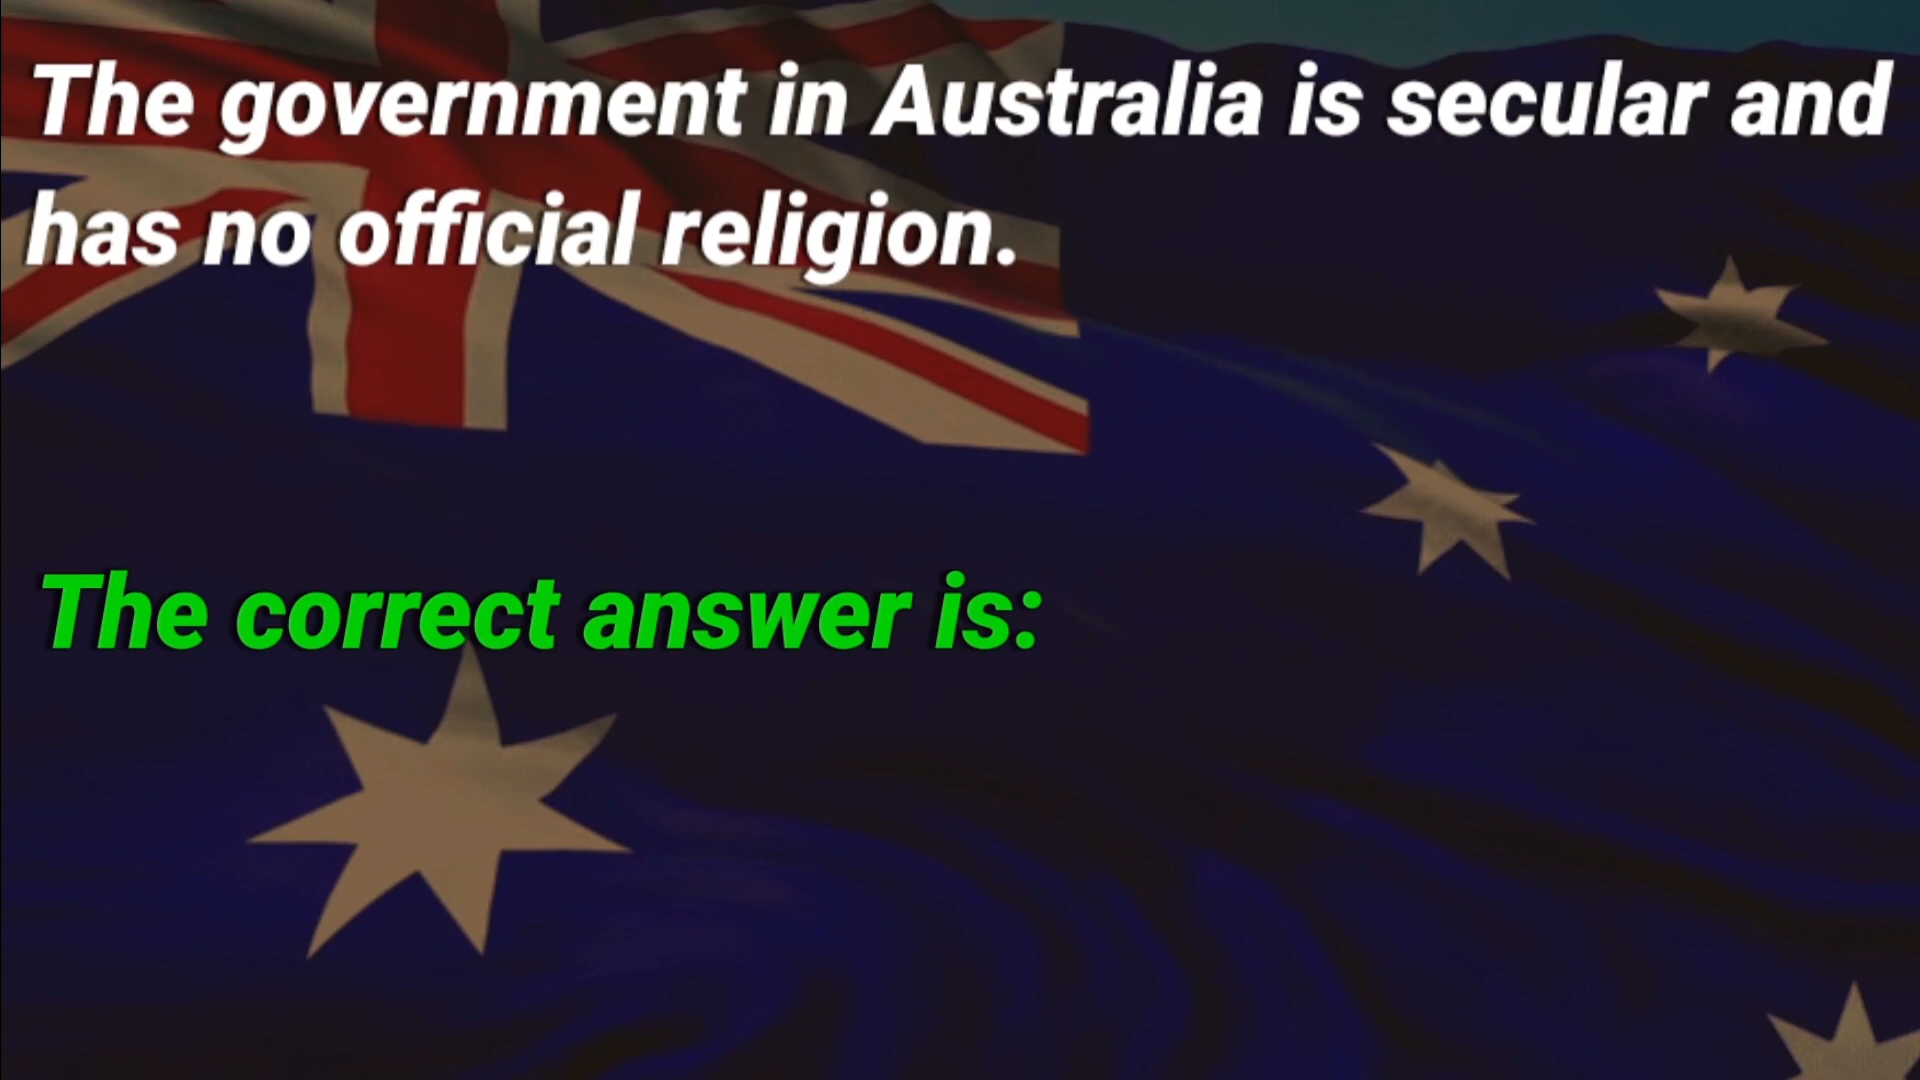 The government in Australia is secular and
has no official religion.
The correct answer is: